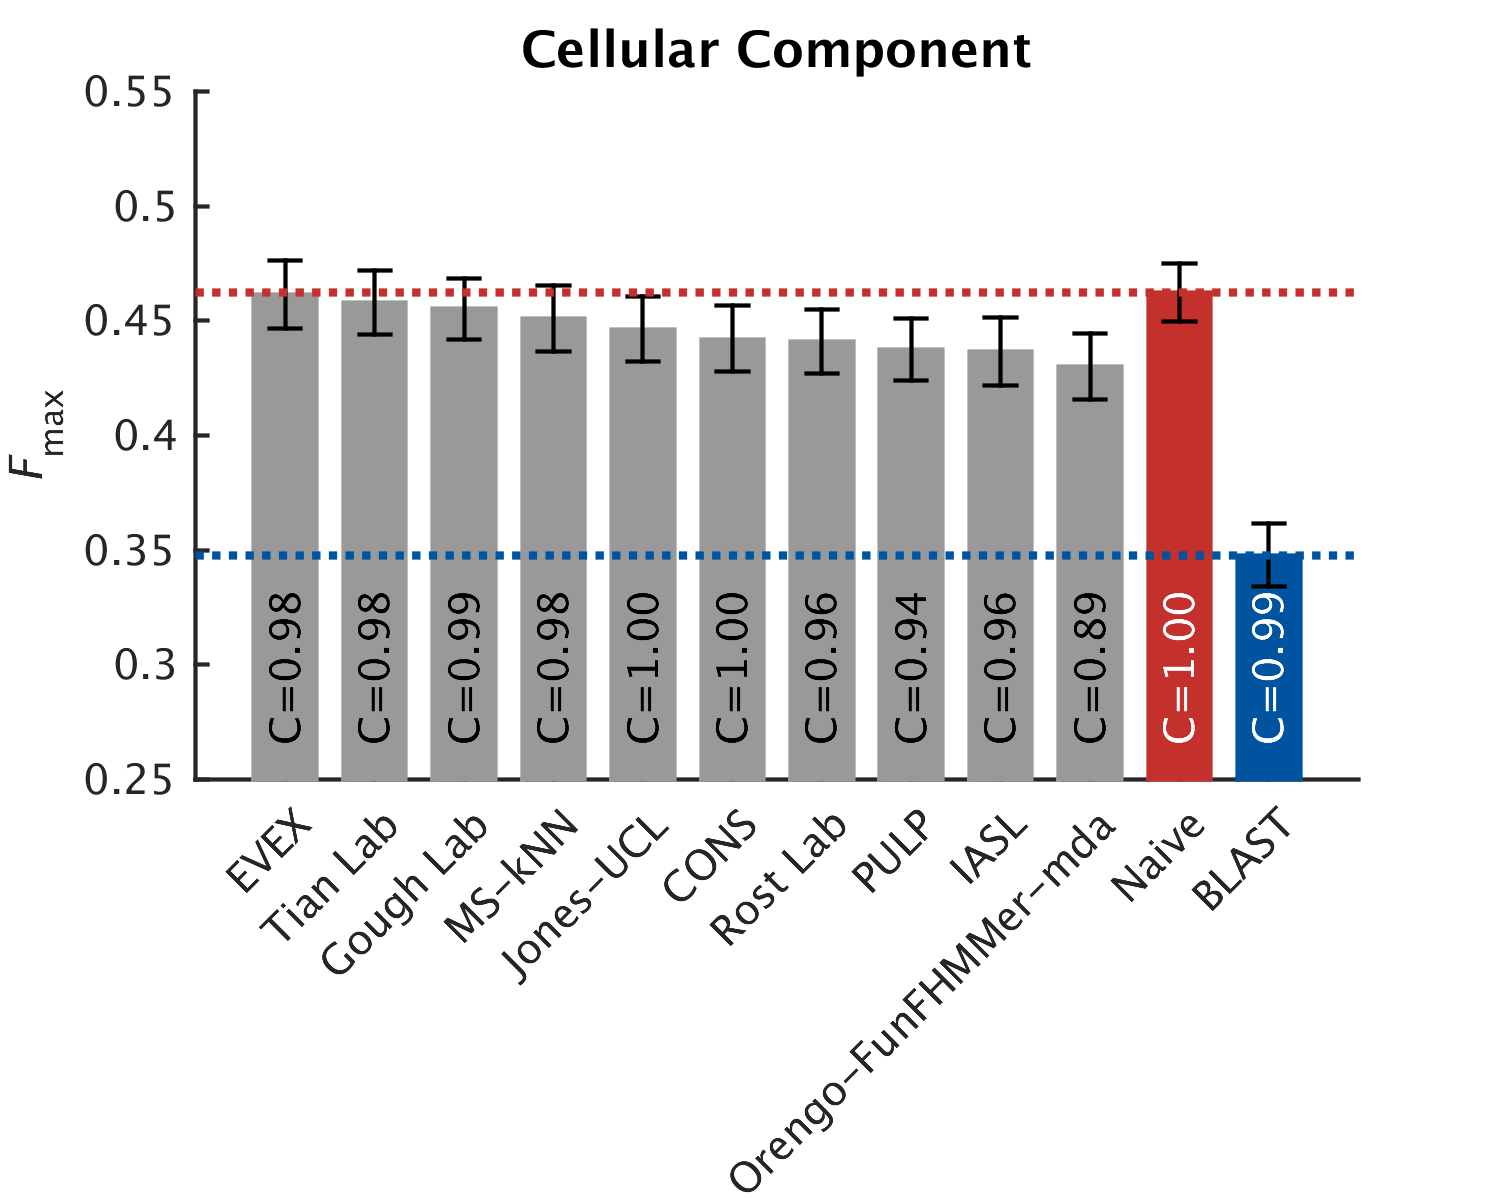 Cellular Component
0.55
0.5
0.45
0.4
0.35
0.3
0.25
Fmax
C=0.98
C=0.98
C=0.99
C=0.98
C=1.00
C=1.00
C=0.96
C=0.94
C=0.96
C=0.89
C=1.00
C=0.99
EVEX
Tian Lab
Gough Lab
MS-kNN
Jones-UCL
CONS
Rost Lab
PULP
IASL
Orengo-FunFHMMer-mda
Naive
BLAST